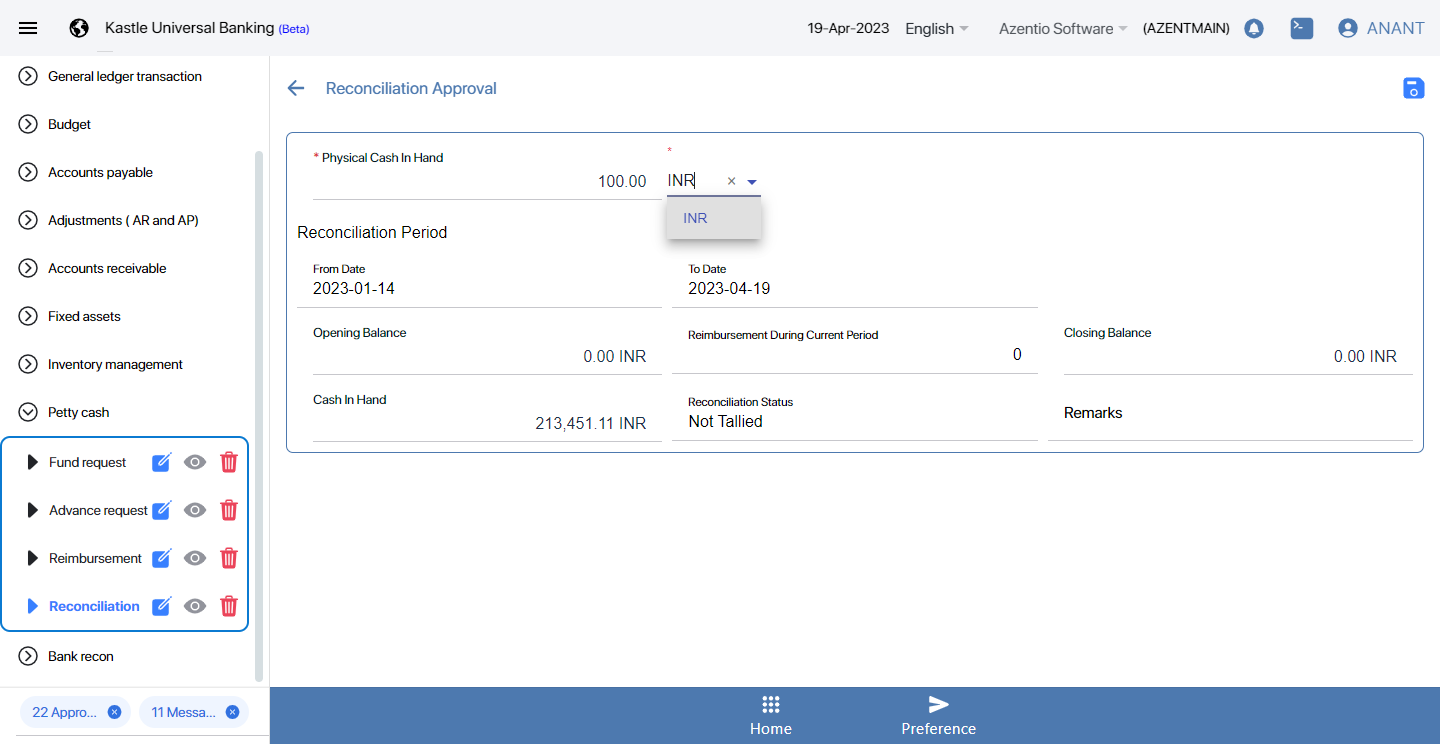 Kastle Universal Banking (Beta)
19-Apr-2023
English
Azentio Software
(AZENTMAIN)
ANANT
General ledger transaction
Budget
Accounts payable
Adjustments ( AR and AP)
Accounts receivable
Fixed assets
Inventory management
Petty cash
Fund request
Advance request
Reimbursement
Reconciliation
Bank recon
22 Appro...
11 Messa...
Reconciliation Approval
* Physical Cash In Hand
100.00
*
INR
INR
Reconciliation Period
From Date
2023-01-14
To Date
2023-04-19
Opening Balance
0.00 INR
Reimbursement During Current Period
0
Closing Balance
0.00 INR
Cash In Hand
213,451.11 INR
Reconciliation Status
Not Tallied
Remarks
Home
Preference